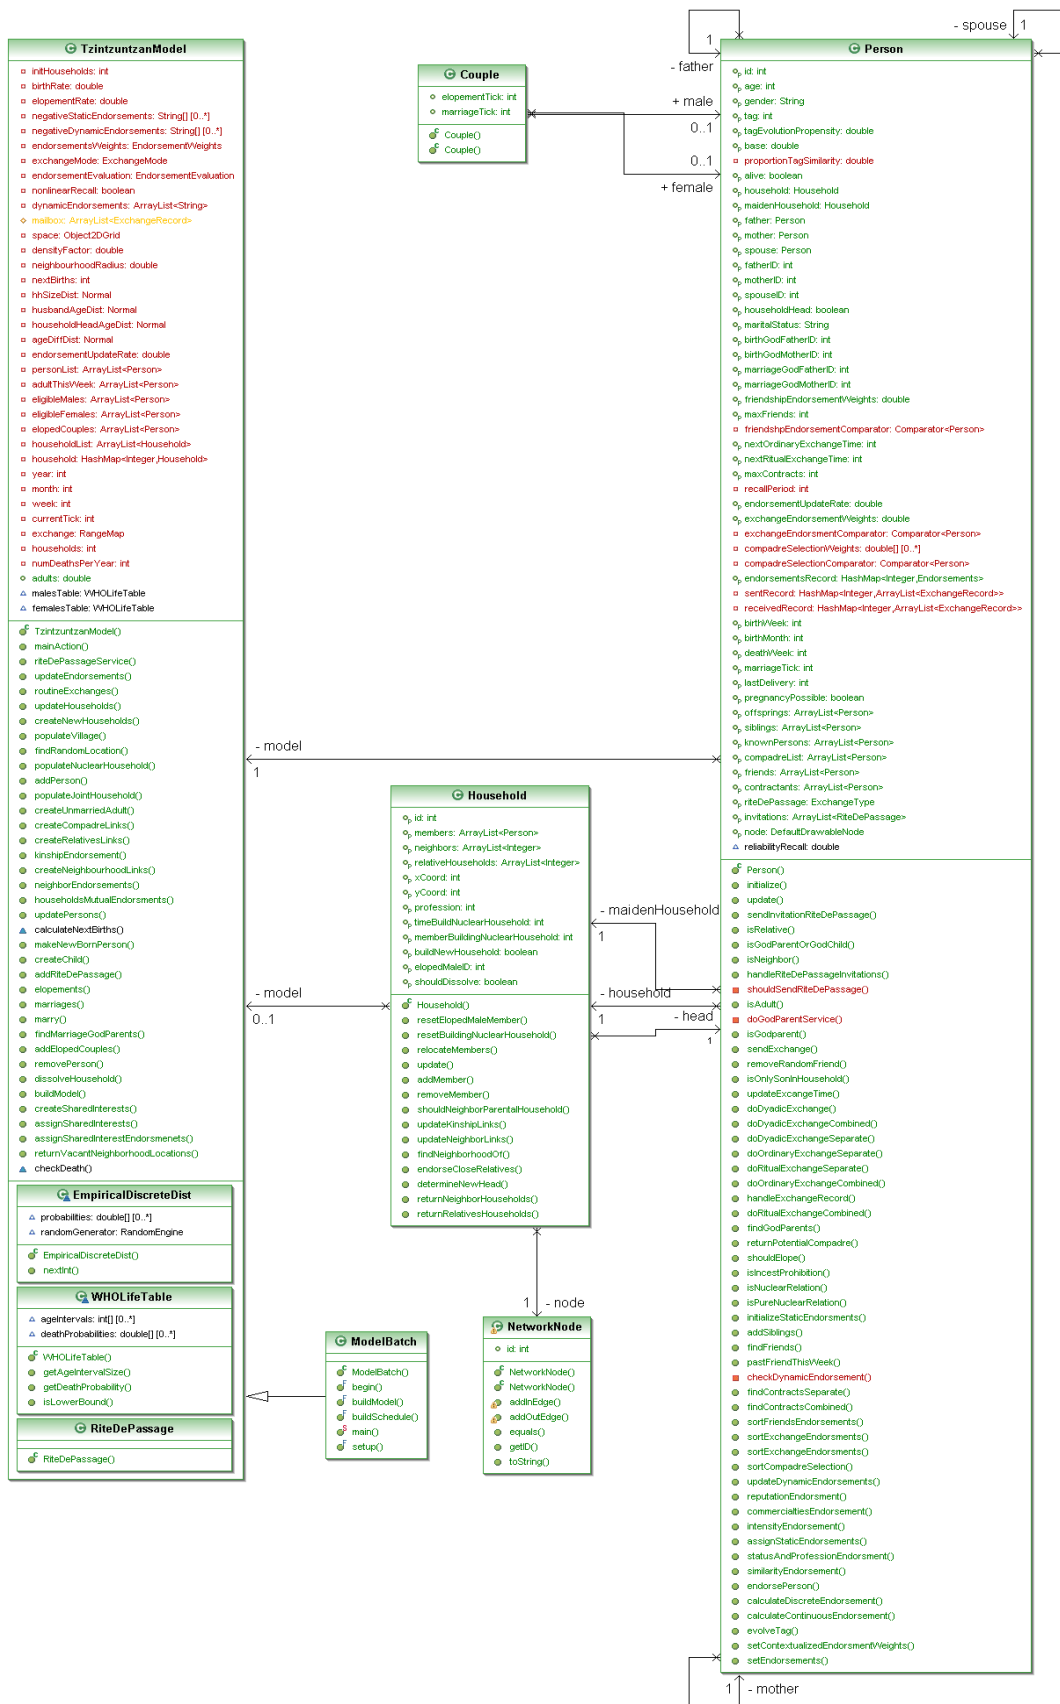 TzintzuntzanModel
initHouseholds: int
birthRate: double
elopementRate: double
negativeStaticEndorsements: String[] [0..*]
negativeDynamicEndorsements: String[] [0..*]
endorsementsWeights: EndorsementWeights
exchangeMode: ExchangeMode
endorsementEvaluation: EndorsementEvaluation
nonlinearRecall: boolean
dynamicEndorsements: ArrayList<String>
mailbox: ArrayList<ExchangeRecord>
space: Object2DGrid
densityFactor: double
neighbourhoodRadius: double
nextBirths: int
hhSizeDist: Normal
husbandAgeDist: Normal
householdHeadAgeDist: Normal
ageDiffDist: Normal
endorsementUpdateRate: double
personList: ArrayList<Person>
adultThisWeek: ArrayList<Person>
eligibleMales: ArrayList<Person>
eligibleFemales: ArrayList<Person>
elopedCouples: ArrayList<Person>
householdList: ArrayList<Household>
household: HashMap<Integer,Household>
year: int
month: int
week: int
currentTick: int
exchange: RangeMap
households: int
numDeathsPerYear: int
adults: double
malesTable: WHOLifeTable
femalesTable: WHOLifeTable
TzintzuntzanModel()
mainAction()
riteDePassageService()
updateEndorsements()
routineExchanges()
updateHouseholds()
createNewHouseholds()
populateVillage()
findRandomLocation()
populateNuclearHousehold()
addPerson()
populateJointHousehold()
createUnmarriedAdult()
createCompadreLinks()
createRelativesLinks()
kinshipEndorsement()
createNeighbourhoodLinks()
neighborEndorsements()
householdsMutualEndorsments()
updatePersons()
calculateNextBirths()
makeNewBornPerson()
createChild()
addRiteDePassage()
elopements()
marriages()
marry()
findMarriageGodParents()
addElopedCouples()
removePerson()
dissolveHousehold()
buildModel()
createSharedInterests()
assignSharedInterests()
assignSharedInterestEndorsmenets()
returnVacantNeighborhoodLocations()
checkDeath()
EmpiricalDiscreteDist
probabilities: double[] [0..*]
randomGenerator: RandomEngine
EmpiricalDiscreteDist()
nextInt()
WHOLifeTable
ageIntervals: int[] [0..*]
deathProbabilities: double[] [0..*]
WHOLifeTable()
getAgeIntervalSize()
getDeathProbability()
isLowerBound()
RiteDePassage
RiteDePassage()
Couple
elopementTick: int
marriageTick: int
Couple()
Couple()
- father
1
- spouse
1
+ male
0..1
0..1
+ female
- model
1
Household
id: int
members: ArrayList<Person>
neighbors: ArrayList<Integer>
relativeHouseholds: ArrayList<Integer>
xCoord: int
yCoord: int
profession: int
timeBuildNuclearHousehold: int
memberBuildingNuclearHousehold: int
buildNewHousehold: boolean
elopedMaleID: int
shouldDissolve: boolean
Household()
resetElopedMaleMember()
resetBuildingNuclearHousehold()
relocateMembers()
update()
addMember()
removeMember()
shouldNeighborParentalHousehold()
updateKinshipLinks()
updateNeighborLinks()
findNeighborhoodOf()
endorseCloseRelatives()
determineNewHead()
returnNeighborHouseholds()
returnRelativesHouseholds()
- model
0..1
- maidenHousehold
1
- household
1
- head
1
1
- node
ModelBatch
ModelBatch()
begin()
buildModel()
buildSchedule()
main()
setup()
NetworkNode
id: int
NetworkNode()
NetworkNode()
addInEdge()
addOutEdge()
equals()
getID()
toString()
Person
id: int
age: int
gender: String
tag: int
tagEvolutionPropensity: double
base: double
proportionTagSimilarity: double
alive: boolean
household: Household
maidenHousehold: Household
father: Person
mother: Person
spouse: Person
fatherID: int
motherID: int
spouseID: int
householdHead: boolean
maritalStatus: String
birthGodFatherID: int
birthGodMotherID: int
marriageGodFatherID: int
marriageGodMotherID: int
friendshipEndorsementWeights: double
maxFriends: int
friendshpEndorsementComparator: Comparator<Person>
nextOrdinaryExchangeTime: int
nextRitualExchangeTime: int
maxContracts: int
recallPeriod: int
endorsementUpdateRate: double
exchangeEndorsementWeights: double
exchangeEndorsmentComparator: Comparator<Person>
compadreSelectionWeights: double[] [0..*]
compadreSelectionComparator: Comparator<Person>
endorsementsRecord: HashMap<Integer,Endorsements>
sentRecord: HashMap<Integer,ArrayList<ExchangeRecord>>
receivedRecord: HashMap<Integer,ArrayList<ExchangeRecord>>
birthWeek: int
birthMonth: int
deathWeek: int
marriageTick: int
lastDelivery: int
pregnancyPossible: boolean
offsprings: ArrayList<Person>
siblings: ArrayList<Person>
knownPersons: ArrayList<Person>
compadreList: ArrayList<Person>
friends: ArrayList<Person>
contractants: ArrayList<Person>
riteDePassage: ExchangeType
invitations: ArrayList<RiteDePassage>
node: DefaultDrawableNode
reliabilityRecall: double
Person()
initialize()
update()
sendInvitationRiteDePassage()
isRelative()
isGodParentOrGodChild()
isNeighbor()
handleRiteDePassageInvitations()
shouldSendRiteDePassage()
isAdult()
doGodParentService()
isGodparent()
sendExchange()
removeRandomFriend()
isOnlySonInHousehold()
updateExcangeTime()
doDyadicExchange()
doDyadicExchangeCombined()
doDyadicExchangeSeparate()
doOrdinaryExchangeSeparate()
doRitualExchangeSeparate()
doOrdinaryExchangeCombined()
handleExchangeRecord()
doRitualExchangeCombined()
findGodParents()
returnPotentialCompadre()
shouldElope()
isIncestProhibition()
isNuclearRelation()
isPureNuclearRelation()
initializeStaticEndorsments()
addSiblings()
findFriends()
pastFriendThisWeek()
checkDynamicEndorsement()
findContractsSeparate()
findContractsCombined()
sortFriendsEndorsements()
sortExchangeEndorsments()
sortExchangeEndorsments()
sortCompadreSelection()
updateDynamicEndorsements()
reputationEndorsment()
commercialtiesEndorsement()
intensityEndorsement()
assignStaticEndorsements()
statusAndProfessionEndorsment()
similarityEndorsement()
endorsePerson()
calculateDiscreteEndorsement()
calculateContinuousEndorsement()
evolveTag()
setContextualizedEndorsmentWeights()
setEndorsements()
1
- mother